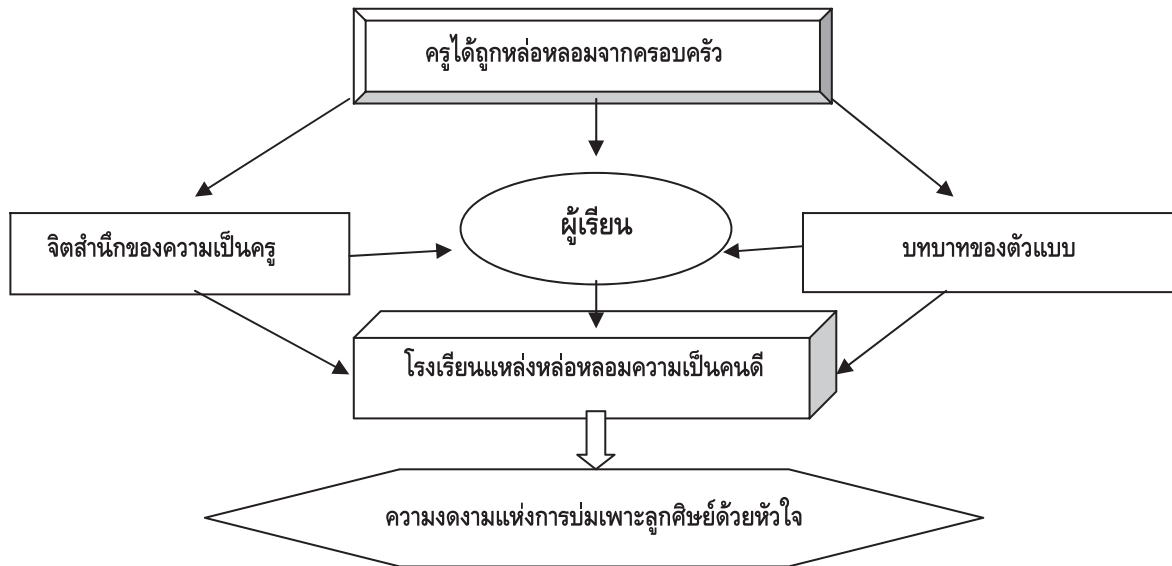 ครูได้ถูกหล่อหลอมจากครอบครัว
ผู้เรียน
จิตสำนึกของความเป็นครู
บทบาทของตัวแบบ
โรงเรียนแหล่งหล่อหลอมความเป็นคนดี
ความงดงามแห่งการบ่มเพาะลูกศิษย์ด้วยหัวใจ